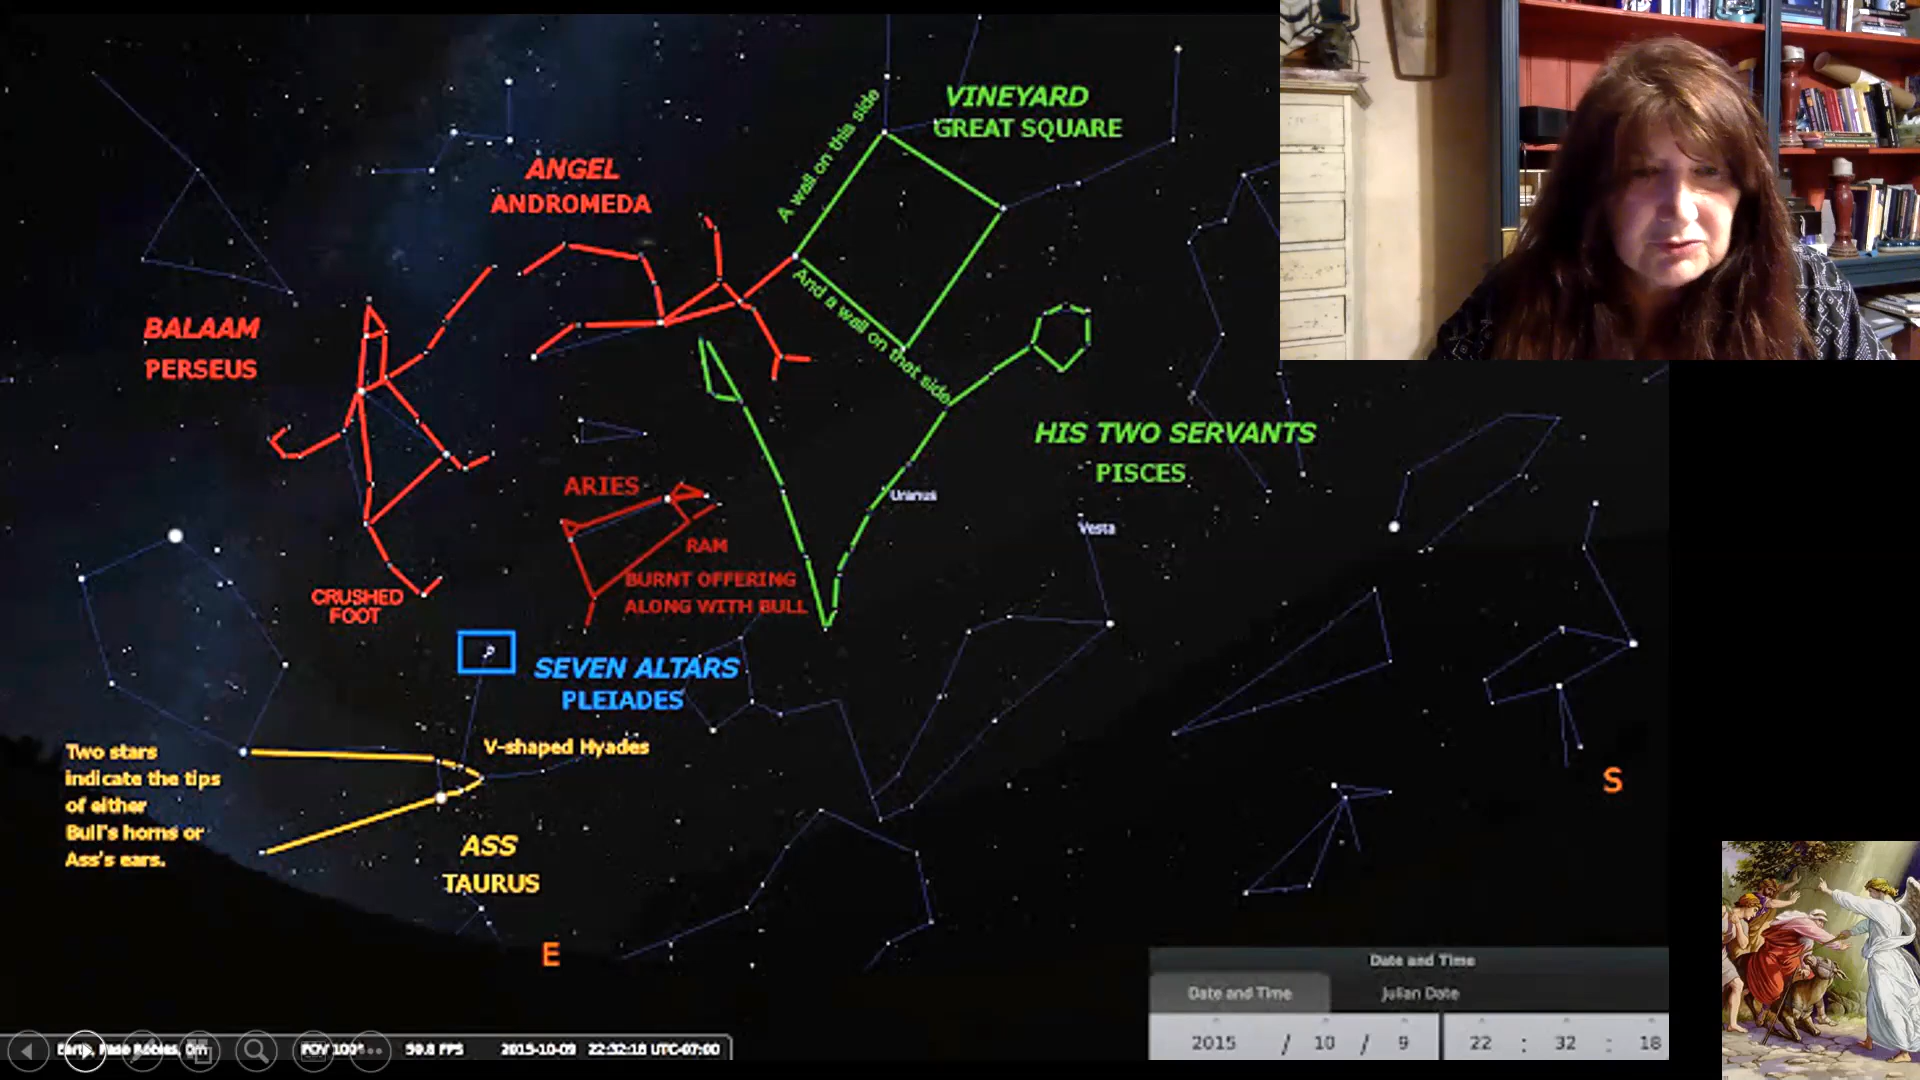 A wall on this side
VINEYARD
GREAT SQUARE
ANGEL
ANDROMEDA
And a wall on that side
BALAAM
PERSEUS
HIS TWO SERVANTS
PISCES
ARIES
Uranus
Vesta
RAM
BURNT OFFERING
ALONG WITH BULL
CRUSHED
FOOT
SEVEN ALTARS
PLEIADES
V-shaped Hyades
Two stars
indicate the tips
of either
Bull's horns or
Ass's ears.
ASS
TAURUS
S
E
Date and Time
Date and Time
Julian Date
2015 / 10 / 9 22 : 32 : 18
Earth, Paso Robles, 0m
FOV 100°
59.8 FPS
2015-10-09 22:32:18 UTC-07:00